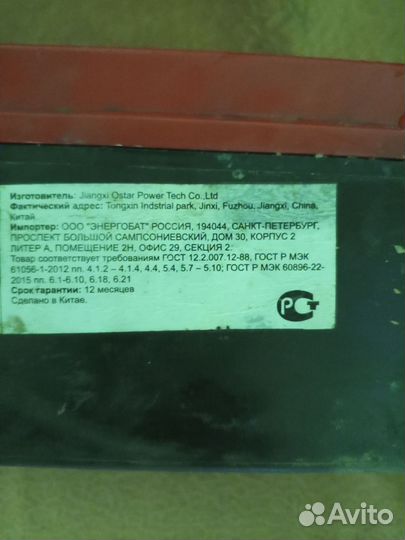 Изготовитель: Jiangxi Ostar Power Tech Co.,Ltd
Фактический адрес: Tongxin Indstrial park, Jinxi, Fuzhou, Jiangxi, China,
Китай
Импортер: ООО "ЭНЕРГОБАТ" РОССИЯ, 194044, САНКТ-ПЕТЕРБУРГ,
ПРОСПЕКТ БОЛЬШОЙ САМПСОНИЕВСКИЙ, ДОМ 30, КОРПУС 2
ЛИТЕР А, ПОМЕЩЕНИЕ 2Н, ОФИС 29, СЕКЦИЯ 2.
Товар соответствует требованиям ГОСТ 12.2.007.12-88, ГОСТ Р МЭК
61056-1-2012 пп. 4.1.2 – 4.1.4, 4.4, 5.4, 5.7 – 5.10; ГОСТ Р МЭК 60896-22-
2015 пп. 6.1-6.10, 6.18, 6.21
Срок гарантии: 12 месяцев
Сделано в Китае.
РСТ
Avito